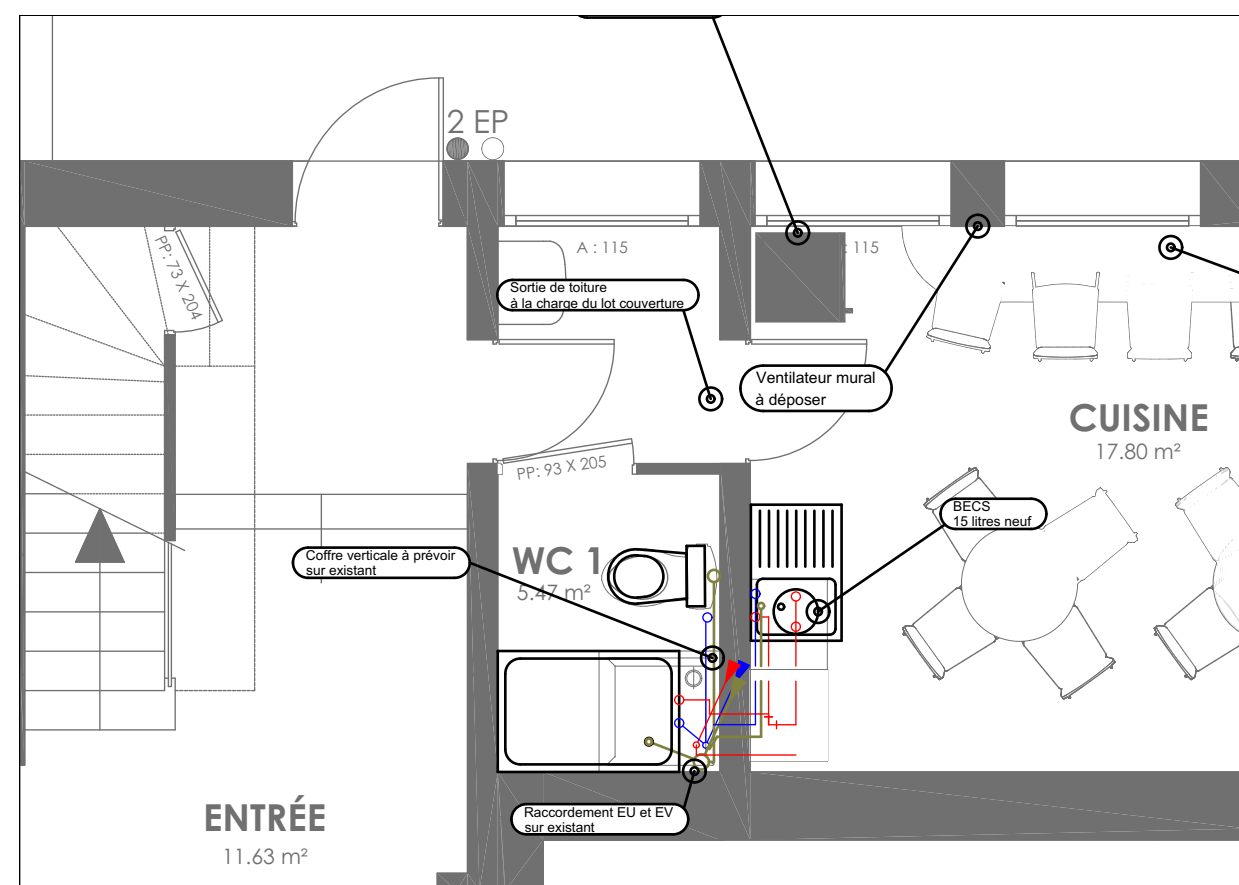 2 EP
PP: 73 X 204
A : 115
: 115
Sortie de toiture
à la charge du lot couverture
Ventilateur mural
à déposer
CUISINE
17.80 m²
PP: 93 X 205
BECS
15 litres neuf
Coffre verticale à prévoir
sur existant
WC 1
5.47 m²
Raccordement EU et EV
sur existant
ENTRÉE
11.63 m²